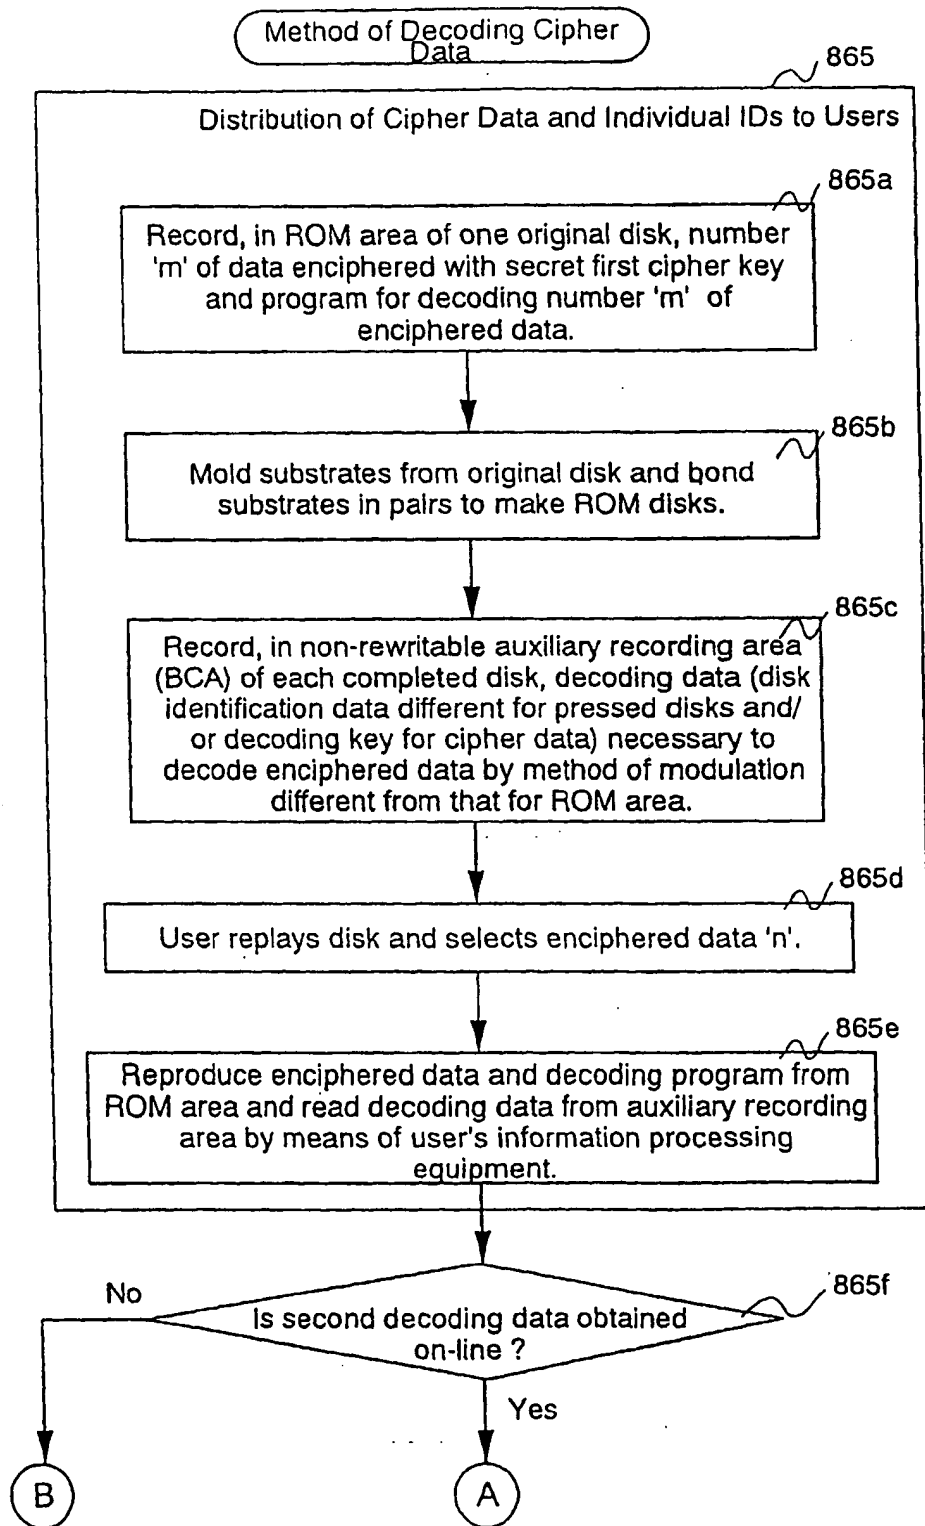 Method of Decoding Cipher
Data
865
Distribution of Cipher Data and Individual IDs to Users
865a
Record, in ROM area of one original disk, number
'm' of data enciphered with secret first cipher key
and program for decoding number 'm' of
enciphered data.
865b
Mold substrates from original disk and bond
substrates in pairs to make ROM disks.
865c
Record, in non-rewritable auxiliary recording area
(BCA) of each completed disk, decoding data (disk
identification data different for pressed disks and/
or decoding key for cipher data) necessary to
decode enciphered data by method of modulation
different from that for ROM area.
865d
User replays disk and selects enciphered data 'n'.
865e
Reproduce enciphered data and decoding program from
ROM area and read decoding data from auxiliary recording
area by means of user's information processing
equipment.
865f
No
Is second decoding data obtained
on-line ?
Yes
B
A